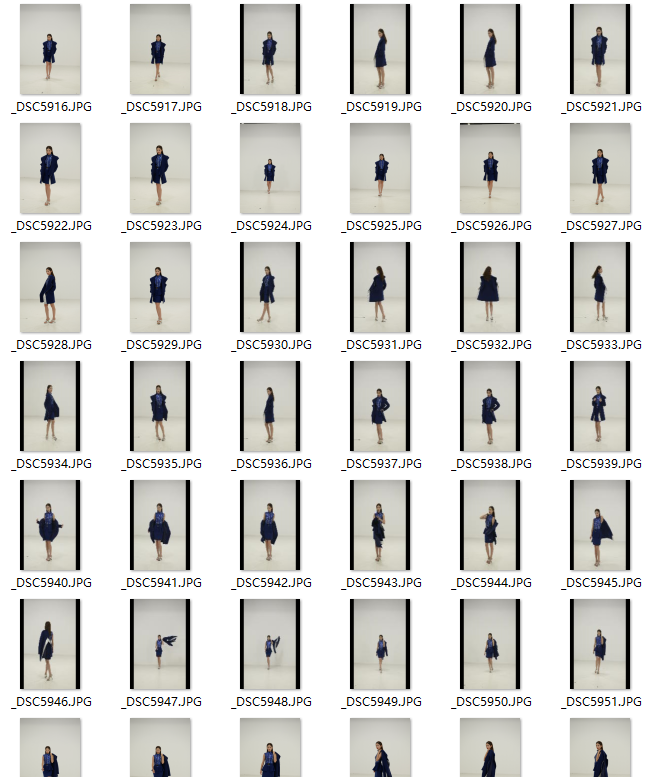 _DSC5916.JPG _DSC5917.JPG _DSC5918.JPG _DSC5919.JPG _DSC5920.JPG _DSC5921.JPG
_DSC5922.JPG _DSC5923.JPG _DSC5924.JPG _DSC5925.JPG _DSC5926.JPG _DSC5927.JPG
_DSC5928.JPG _DSC5929.JPG _DSC5930.JPG _DSC5931.JPG _DSC5932.JPG _DSC5933.JPG
_DSC5934.JPG _DSC5935.JPG _DSC5936.JPG _DSC5937.JPG _DSC5938.JPG _DSC5939.JPG
_DSC5940.JPG _DSC5941.JPG _DSC5942.JPG _DSC5943.JPG _DSC5944.JPG _DSC5945.JPG
_DSC5946.JPG _DSC5947.JPG _DSC5948.JPG _DSC5949.JPG _DSC5950.JPG _DSC5951.JPG